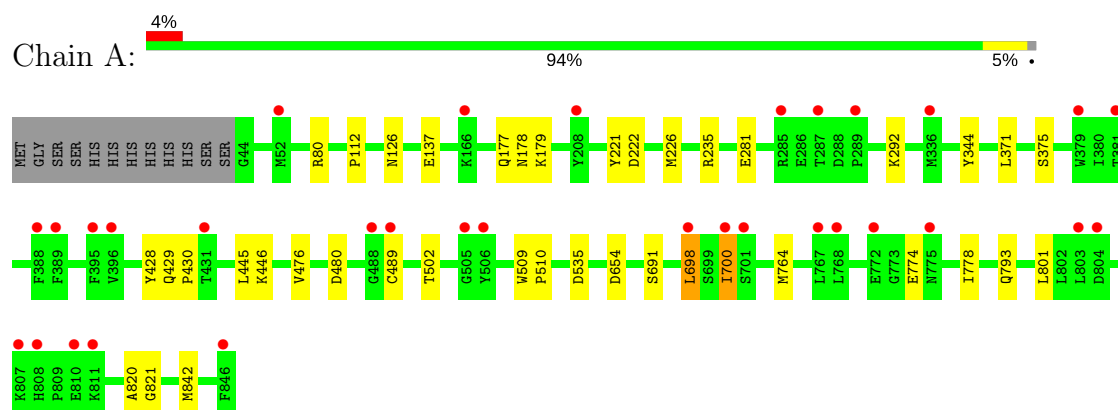 4%
Chain A:
94% 5% •
MET GLY SER SER HIS HIS HIS HIS HIS HIS SER SER G44 M52 R80 P112 N126 E137 K166 Q177 N178 K179 Y208 Y221 D222 M226 R235 E281 R285 E286 T287 D288 P289 K292 M336 Y344 L371 S375 W379 I380 T381
F388 F389 F395 V396 Y428 Q429 P430 T431 L445 K446 V476 D480 G488 C489 T502 G505 Y506 W509 P510 D535 D654 S691 L698 S699 I700 S701 M764 L767 L768 E772 G773 E774 N775 I778 Q793 L801 L802 L803 D804
K807 H808 P809 E810 K811 A820 G821 M842 F846